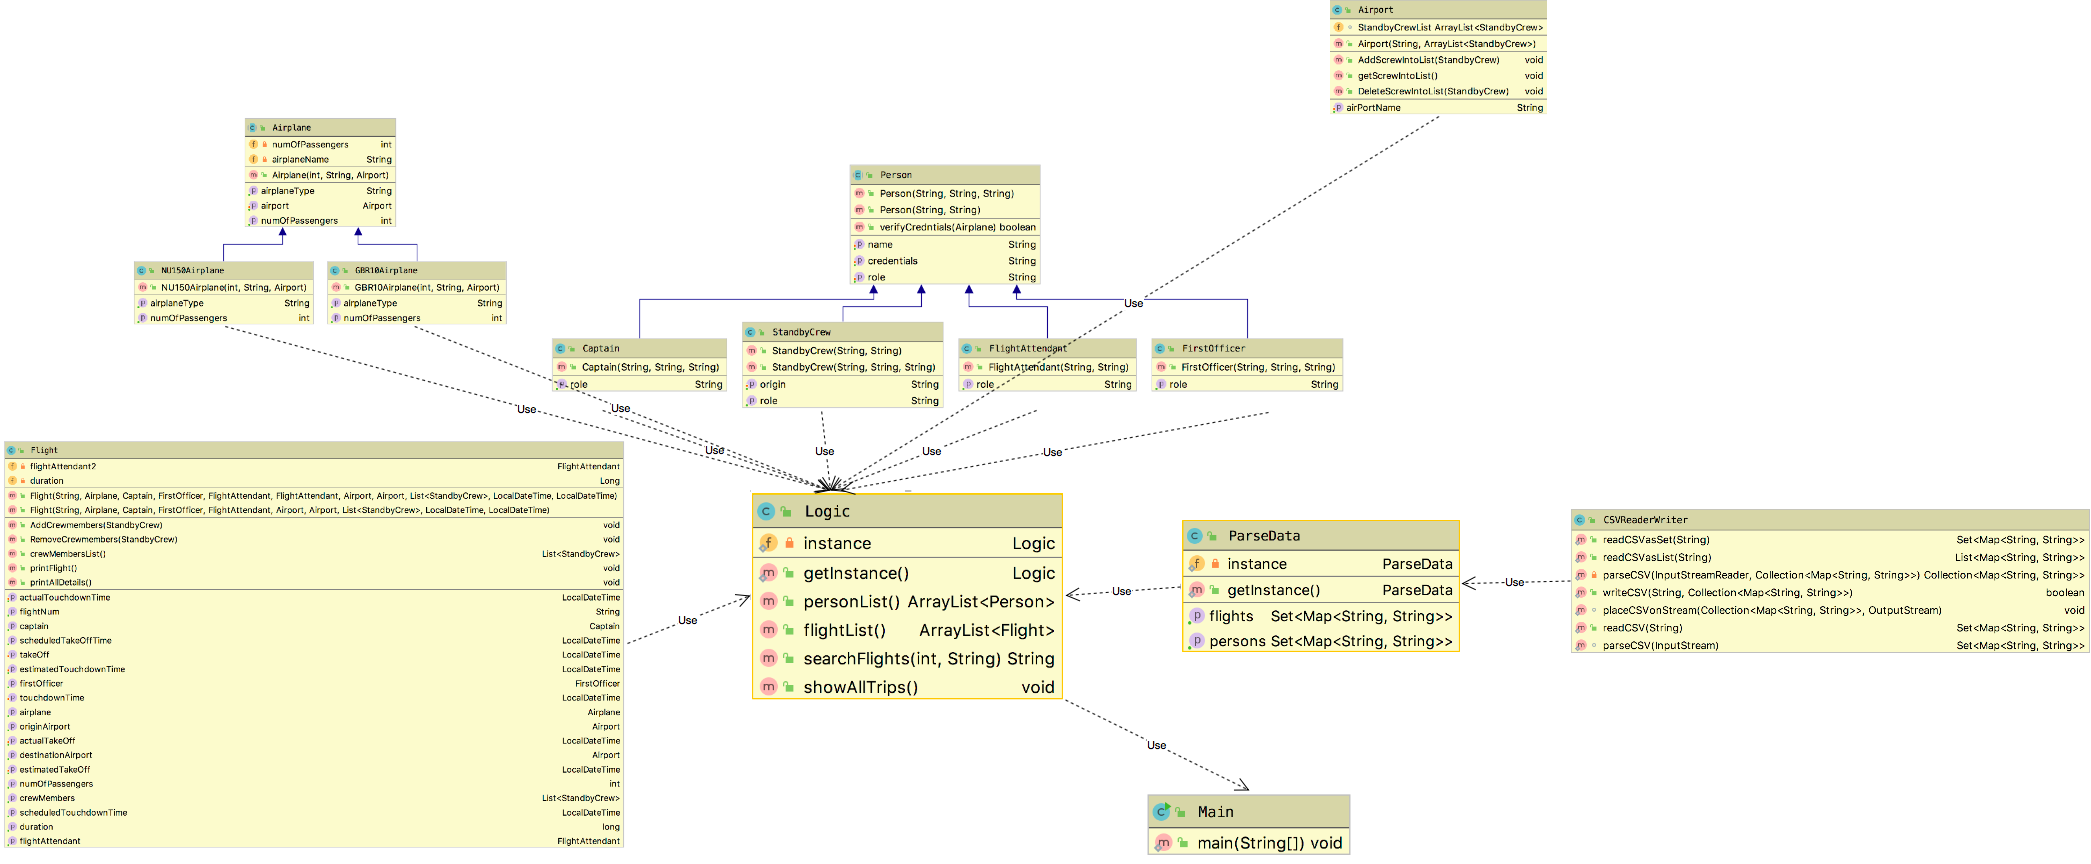 Airport
StandbyCrewList ArrayList<StandbyCrew>
Airport(String, ArrayList<StandbyCrew>)
AddScrewIntoList(StandbyCrew) void
getScrewIntoList() void
DeleteScrewIntoList(StandbyCrew) void
airPortName String
Airplane
numOfPassengers int
airplaneName String
Airplane(int, String, Airport)
airplaneType String
airport Airport
numOfPassengers int
Person
Person(String, String, String)
Person(String, String)
verifyCredntials(Airplane) boolean
name String
credentials String
role String
NU150Airplane
NU150Airplane(int, String, Airport)
airplaneType String
numOfPassengers int
GBR10Airplane
GBR10Airplane(int, String, Airport)
airplaneType String
numOfPassengers int
Use
Captain
Captain(String, String, String)
role String
StandbyCrew
StandbyCrew(String, String)
StandbyCrew(String, String, String)
origin String
role String
FlightAttendant
FlightAttendant(String, String)
role String
FirstOfficer
FirstOfficer(String, String, String)
role String
Use
Use
Use
Use
Use
Use
Flight
flightAttendant2 FlightAttendant
duration Long
Flight(String, Airplane, Captain, FirstOfficer, FlightAttendant, FlightAttendant, Airport, Airport, List<StandbyCrew>, LocalDateTime, LocalDateTime)
Flight(String, Airplane, Captain, FirstOfficer, FlightAttendant, Airport, Airport, List<StandbyCrew>, LocalDateTime, LocalDateTime)
AddCrewmembers(StandbyCrew) void
RemoveCrewmembers(StandbyCrew) void
crewMembersList() List<StandbyCrew>
printFlight() void
printAllDetails() void
actualTouchdownTime LocalDateTime
flightNum String
captain Captain
scheduledTakeOffTime LocalDateTime
takeOff LocalDateTime
estimatedTouchdownTime LocalDateTime
firstOfficer FirstOfficer
touchdownTime LocalDateTime
airplane Airplane
originAirport Airport
actualTakeOff LocalDateTime
destinationAirport Airport
estimatedTakeOff LocalDateTime
numOfPassengers int
crewMembers List<StandbyCrew>
scheduledTouchdownTime LocalDateTime
duration long
flightAttendant FlightAttendant
Use
Logic
instance Logic
getInstance() Logic
personList() ArrayList<Person>
flightList() ArrayList<Flight>
searchFlights(int, String) String
showAllTrips() void
Use
ParseData
instance ParseData
getInstance() ParseData
flights Set<Map<String, String>>
persons Set<Map<String, String>>
Use
CSVReaderWriter
readCSVasSet(String) Set<Map<String, String>>
readCSVasList(String) List<Map<String, String>>
parseCSV(InputStreamReader, Collection<Map<String, String>>) Collection<Map<String, String>>
writeCSV(String, Collection<Map<String, String>>) boolean
placeCSVonStream(Collection<Map<String, String>>, OutputStream) void
readCSV(String) Set<Map<String, String>>
parseCSV(InputStream) Set<Map<String, String>>
Use
Main
main(String[]) void